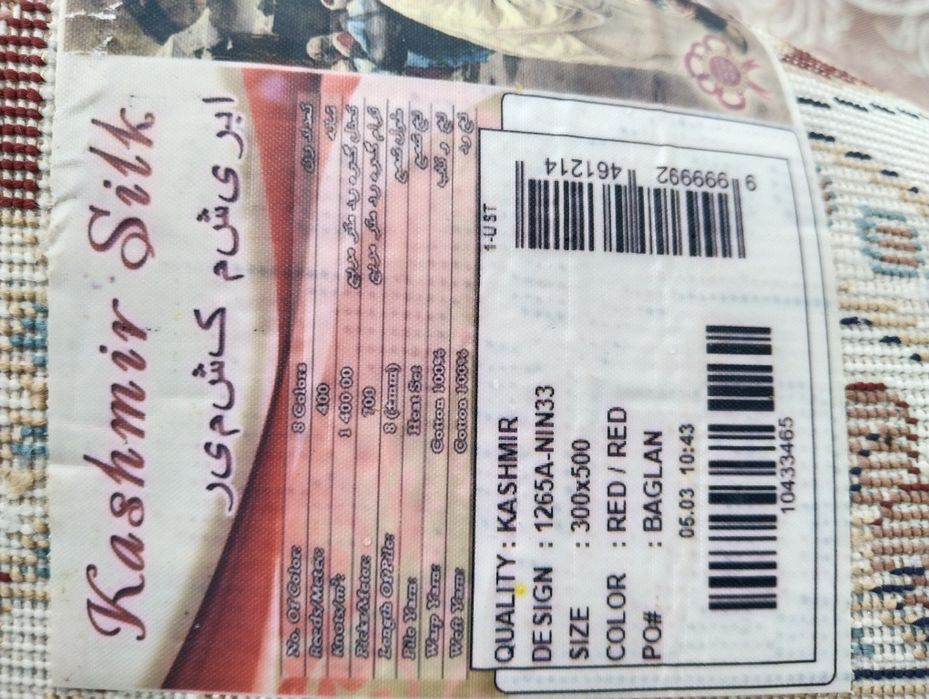 Kashmir Silk
ابریشم کشمیر
No. Of Color: 8 Colors
Reeds/Meter: 400
Knots/m²: 1 400 00
Picks/Meter: 700
Length Of Pile: 8 (±mm)
Pile Yarn: Heat Set
Warp Yarn: Cotton 100%
Weft Yarn: Cotton 100%
1-UST
9 999992 461214
QUALITY : KASHMIR
DESIGN : 1265A-NIN33
SIZE : 300x500
COLOR : RED / RED
PO# : BAGLAN
05.03 10:43
10433465